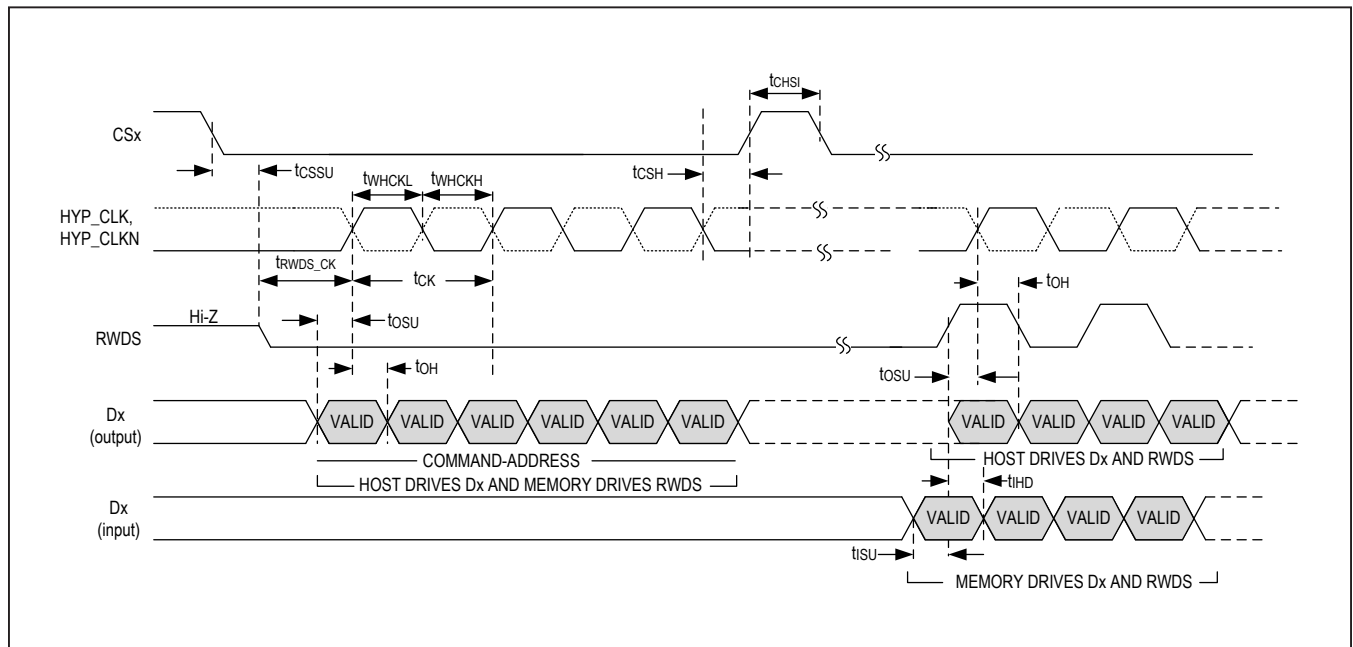 tCHSI
CSx
tCSSU
tWHCKL
tWHCKH
tCSH
HYP_CLK,
HYP_CLKN
tRWDS_CK
tCK
tOH
Hi-Z
RWDS
tOSU
tOH
tOSU
Dx
(output)
VALID VALID VALID VALID VALID VALID
VALID VALID VALID VALID
COMMAND-ADDRESS
HOST DRIVES Dx AND RWDS
HOST DRIVES Dx AND MEMORY DRIVES RWDS
tIHD
Dx
(input)
VALID VALID VALID VALID
tISU
MEMORY DRIVES Dx AND RWDS